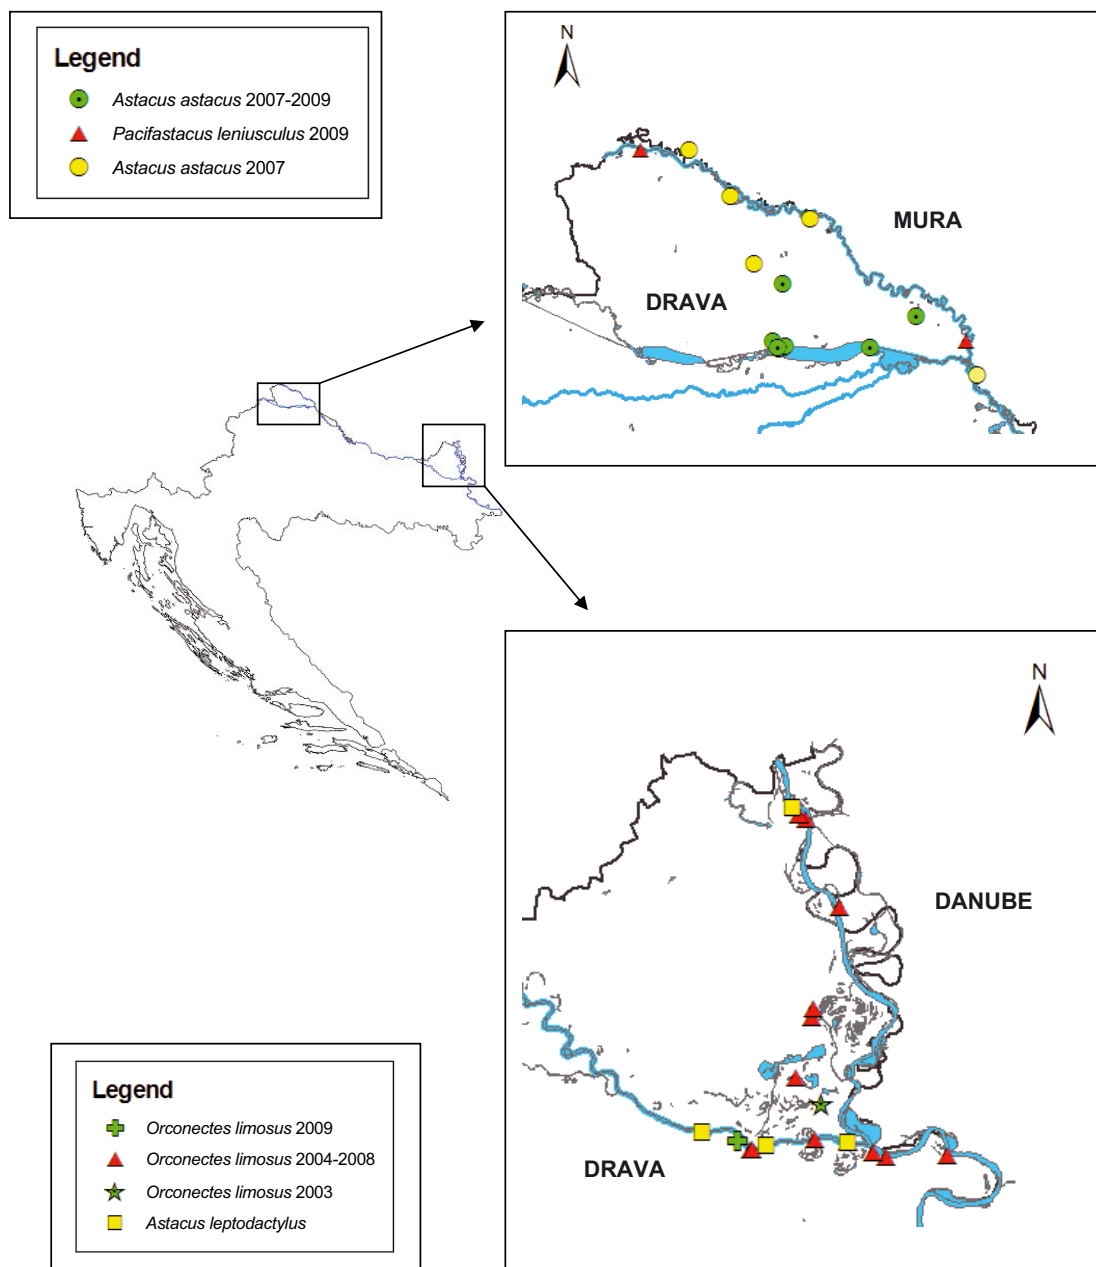 Legend
Astacus astacus 2007-2009
Pacifastacus leniusculus 2009
Astacus astacus 2007
N
MURA
DRAVA
N
DANUBE
DRAVA
Legend
Orconectes limosus 2009
Orconectes limosus 2004-2008
Orconectes limosus 2003
Astacus leptodactylus